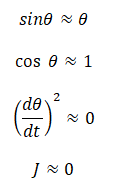 sinθ ≈ θ
cos θ ≈ 1
(dθ/dt)² ≈ 0
J ≈ 0